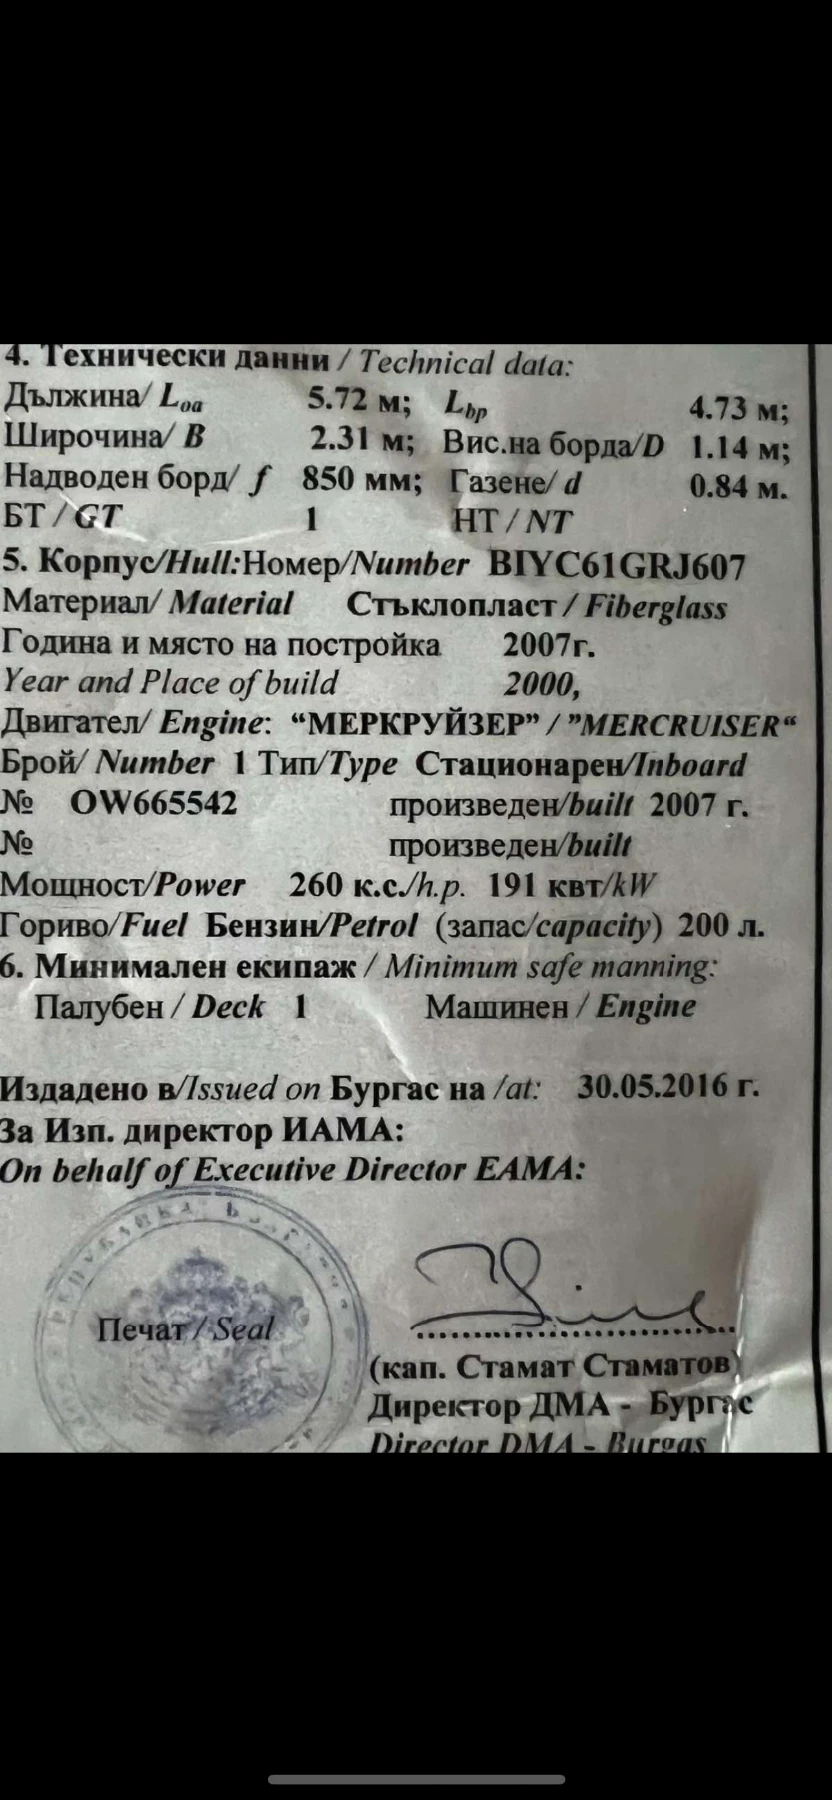 4. Технически данни / Technical data:
Дължина/ Loa 5.72 м; Lbp 4.73 м;
Широчина/ B 2.31 м; Вис.на борда/D 1.14 м;
Надводен борд/ f 850 мм; Газене/ d 0.84 м.
БТ / GT 1 НТ / NT
5. Корпус/Hull:Номер/Number BIYC61GRJ607
Материал/ Material Стъклопласт / Fiberglass
Година и място на постройка 2007г.
Year and Place of build 2000,
Двигател/ Engine: “МЕРКРУЙЗЕР” / ”MERCRUISER“
Брой/ Number 1 Тип/Type Стационарен/Inboard
№ OW665542 произведен/built 2007 г.
№ произведен/built
Мощност/Power 260 к.с./h.p. 191 квт/kW
Гориво/Fuel Бензин/Petrol (запас/capacity) 200 л.
6. Минимален екипаж / Minimum safe manning:
Палубен / Deck 1 Машинен / Engine
Издадено в/Issued on Бургас на /at: 30.05.2016 г.
За Изп. директор ИАМА:
On behalf of Executive Director EAMA:
Печат / Seal
(кап. Стамат Стаматов)
Директор ДМА - Бургас
Director DMA - Burgas